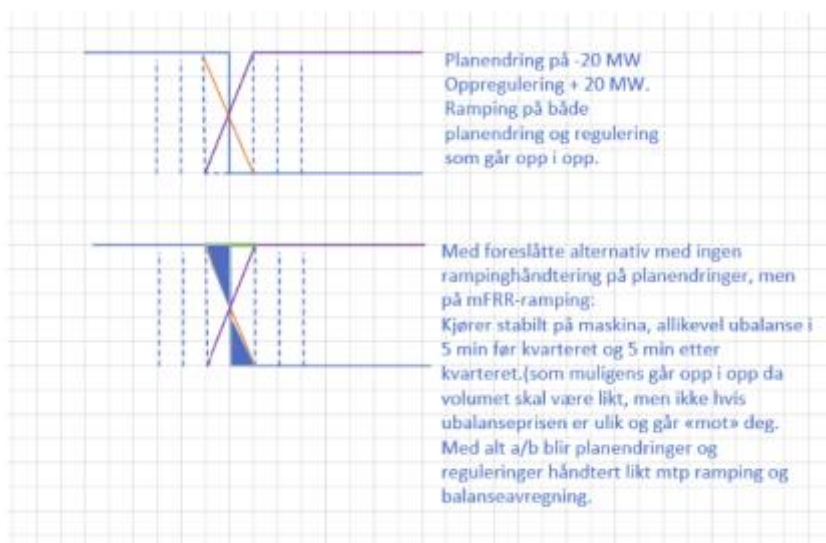 Planendring på -20 MW
Oppregulering + 20 MW.
Ramping på både
planendring og regulering
som går opp i opp.
Med foreslåtte alternativ med ingen
rampinghåndtering på planendringer, men
på mFRR-ramping:
Kjører stabilt på maskina, allikevel ubalanse i
5 min før kvarteret og 5 min etter
kvarteret.(som muligens går opp i opp da
volumet skal være likt, men ikke hvis
ubalanseprisen er ulik og går «mot» deg.
Med alt a/b blir planendringer og
reguleringer håndtert likt mtp ramping og
balanseavregning.